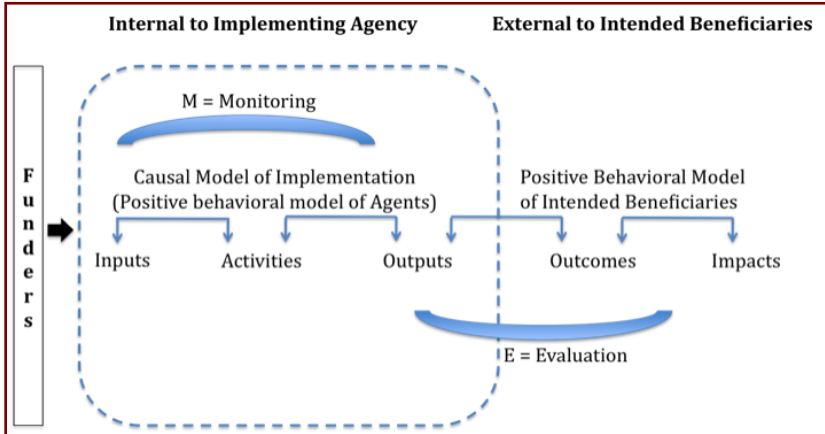 Internal to Implementing Agency
External to Intended Beneficiaries
Funders
M = Monitoring
Causal Model of Implementation
(Positive behavioral model of Agents)
Positive Behavioral Model
of Intended Beneficiaries
Inputs
Activities
Outputs
Outcomes
Impacts
E = Evaluation